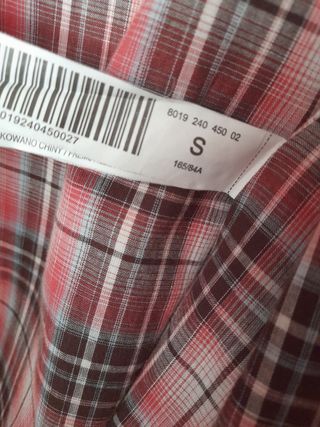 8019 240 450 02
S
165/84A
019240450027
KOWANO CHINY /